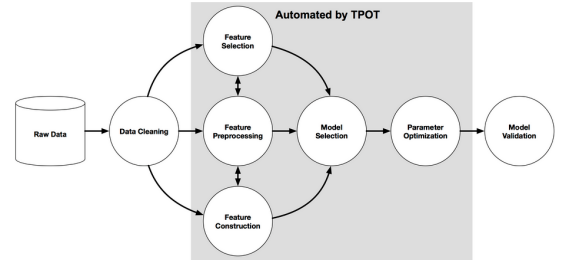 Automated by TPOT
Feature
Selection
Raw Data
Data Cleaning
Feature
Preprocessing
Model
Selection
Parameter
Optimization
Model
Validation
Feature
Construction